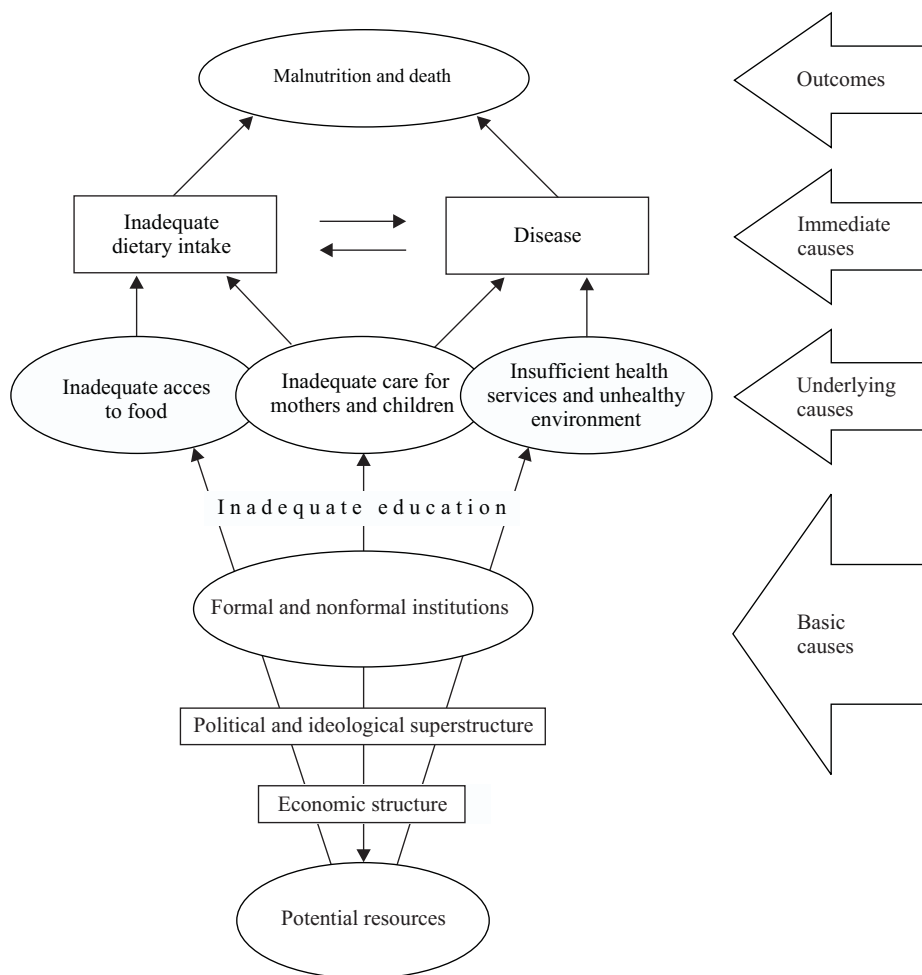 Malnutrition and death
Outcomes
Inadequate
dietary intake
Disease
Immediate
causes
Inadequate acces
to food
Inadequate care for
mothers and children
Insufficient health
services and unhealthy
environment
Underlying
causes
Inadequate education
Formal and nonformal institutions
Basic
causes
Political and ideological superstructure
Economic structure
Potential resources